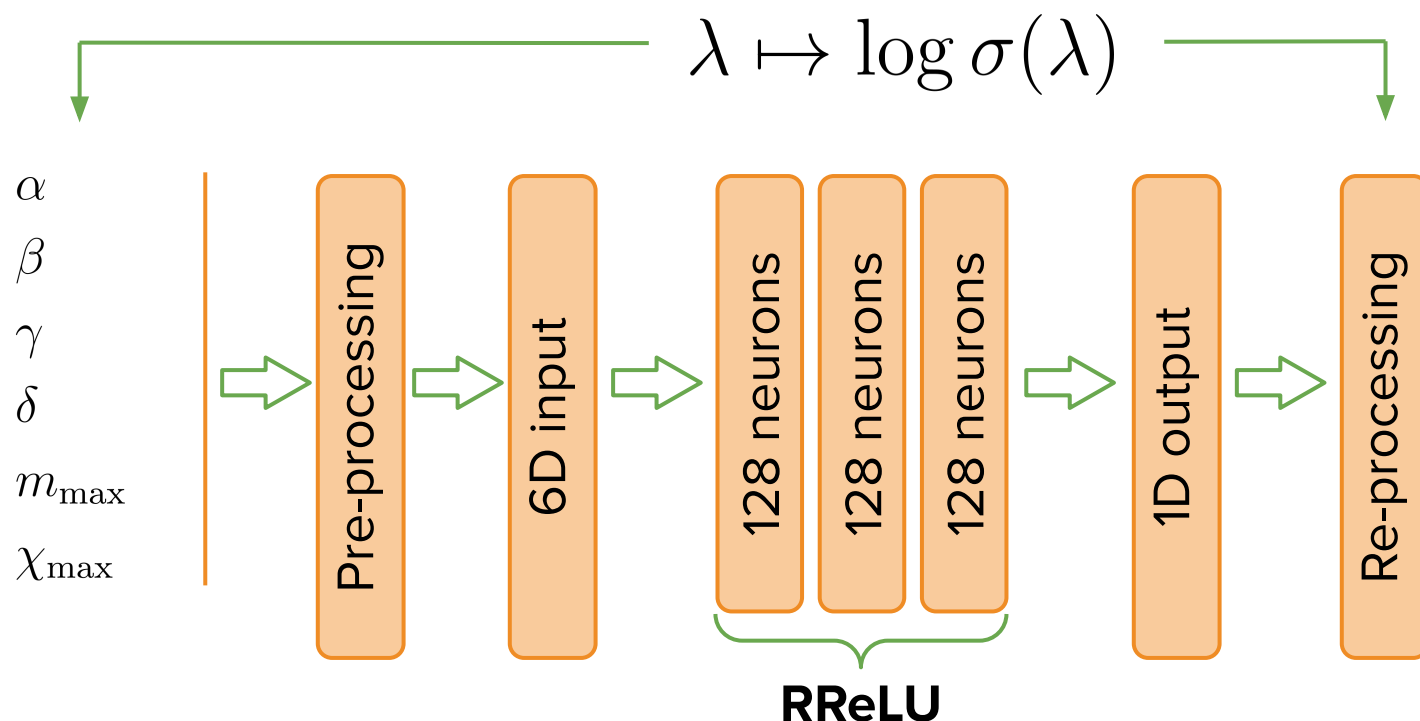 λ ↦ log σ(λ)
α
β
γ
δ
m_max
χ_max
Pre-processing
6D input
128 neurons
128 neurons
128 neurons
1D output
Re-processing
RReLU